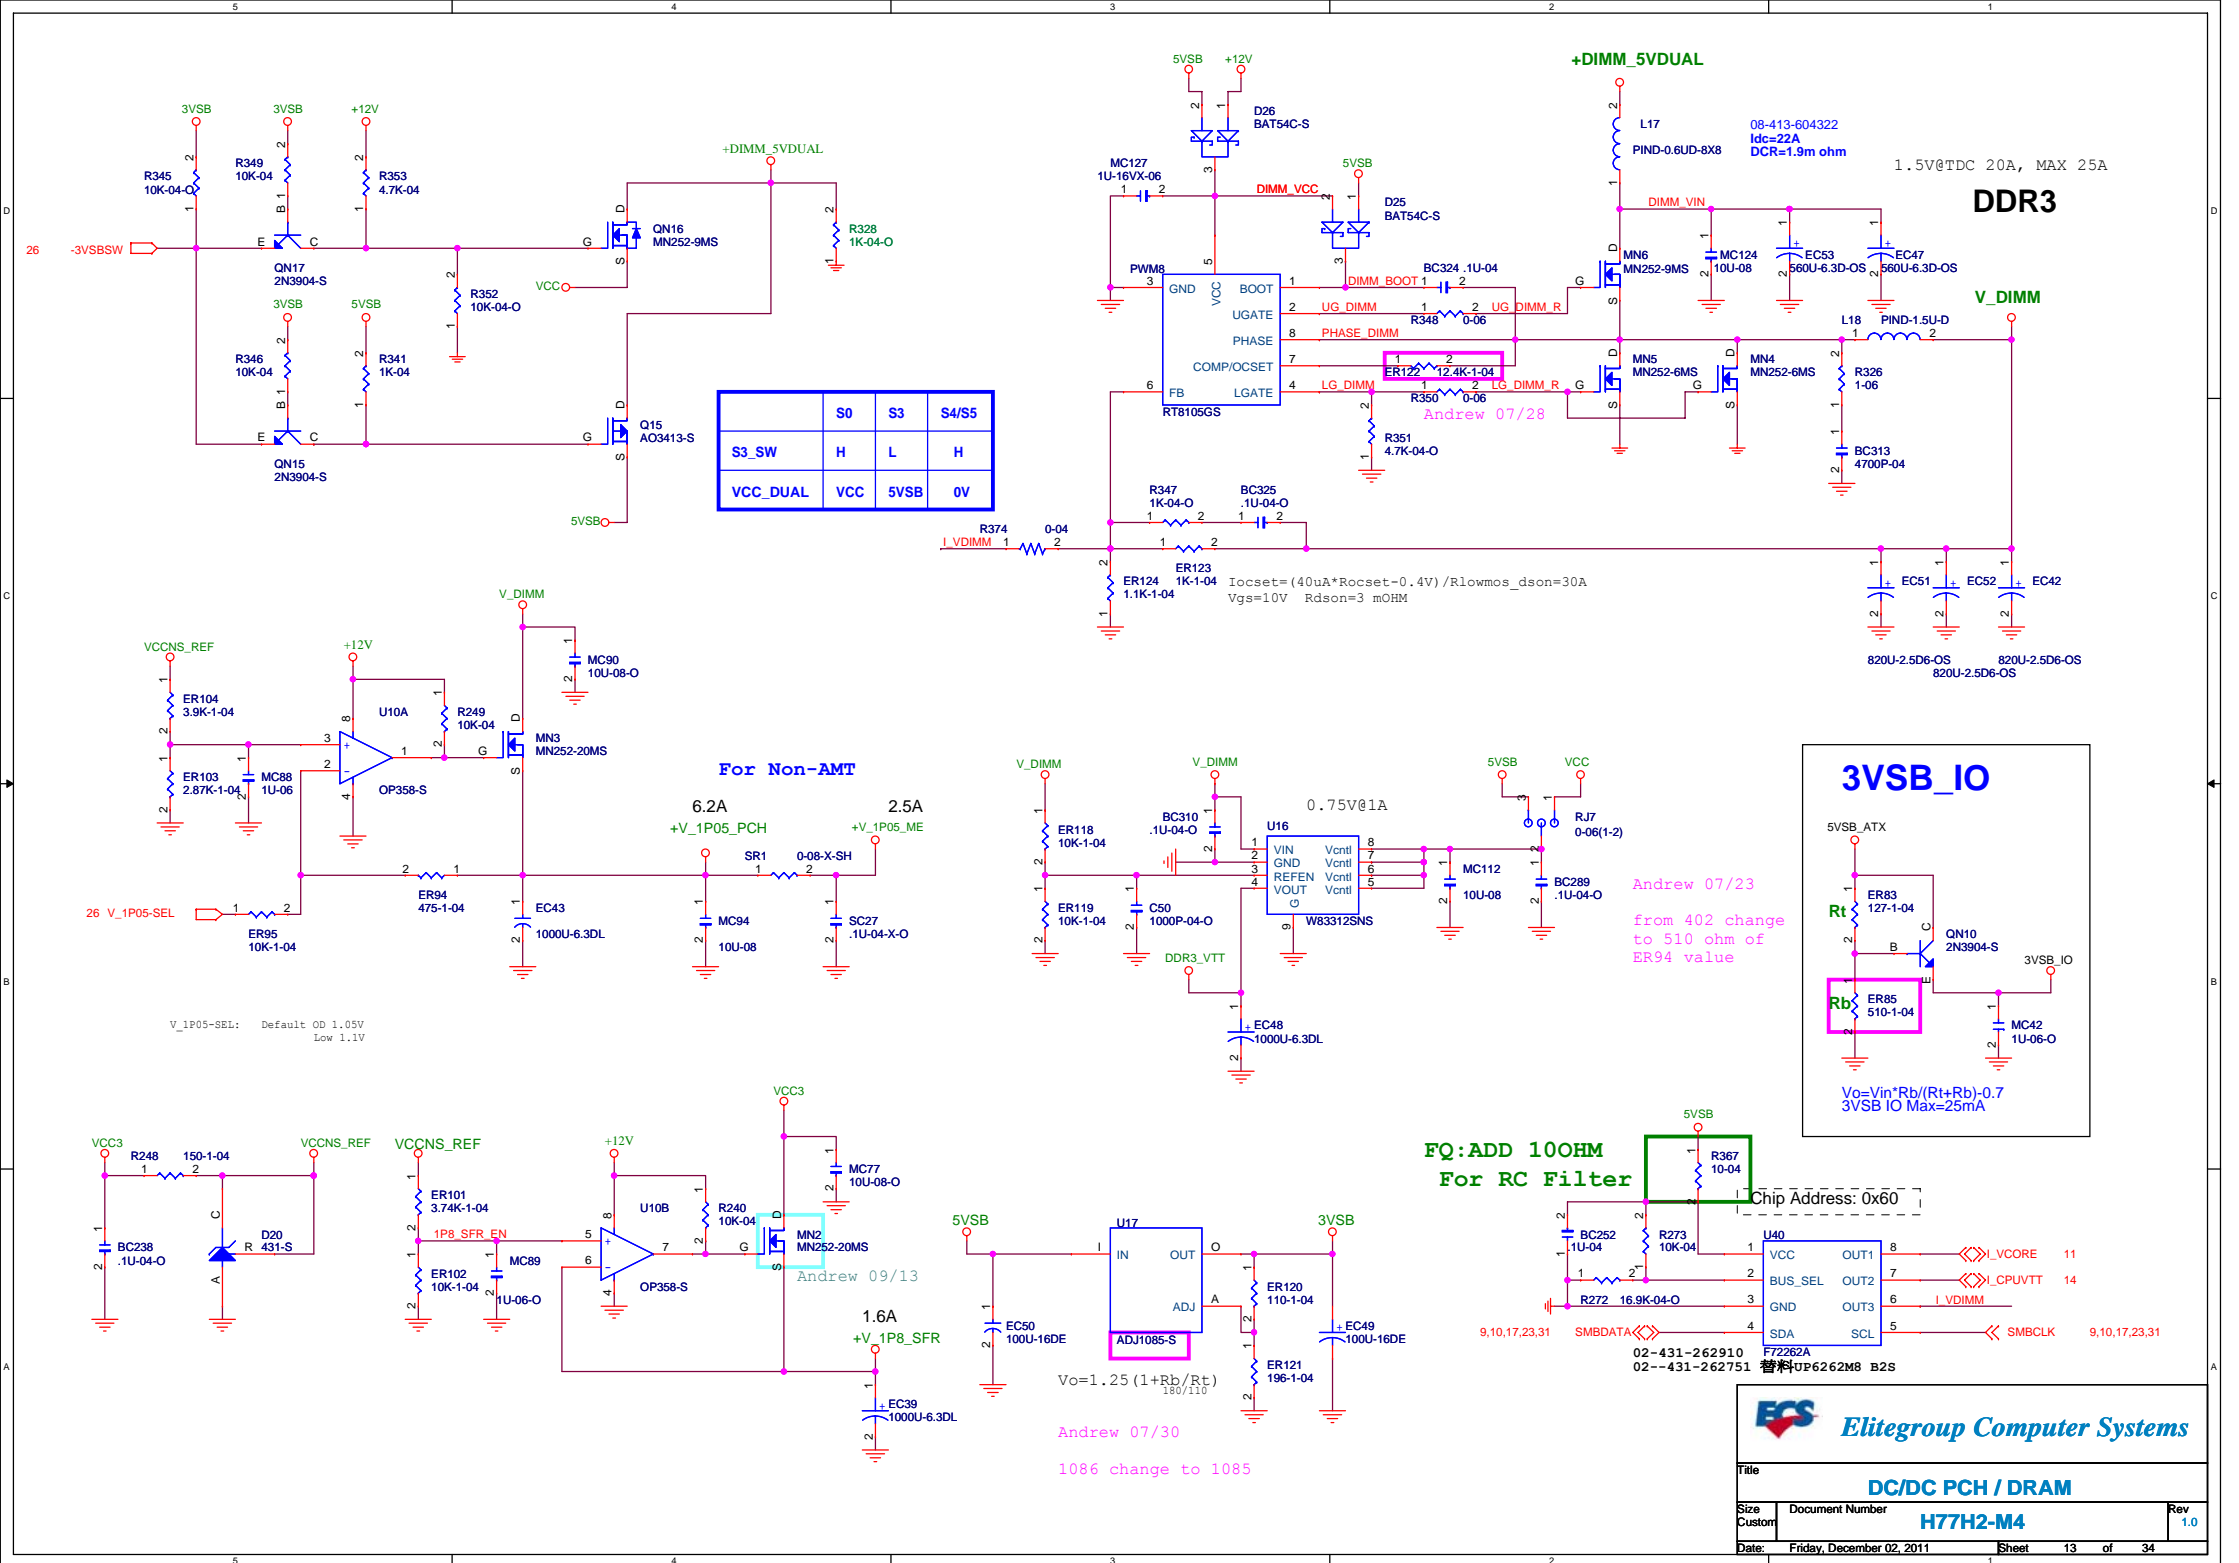 5 4 3 2 1
D
C
B
A
3VSB
3VSB
+12V
R345
10K-04-O
R349
10K-04
R353
4.7K-04
26 -3VSBSW
QN17
2N3904-S
R352
10K-04-O
3VSB
5VSB
R346
10K-04
R341
1K-04
QN15
2N3904-S
+DIMM_5VDUAL
QN16
MN252-9MS
VCC
R328
1K-04-O
Q15
AO3413-S
5VSB
S0 S3 S4/S5
S3_SW H L H
VCC_DUAL VCC 5VSB 0V
5VSB +12V
D26
BAT54C-S
MC127
1U-16VX-06
DIMM_VCC
5VSB
D25
BAT54C-S
PWM8
GND
VCC
BOOT
UGATE
PHASE
COMP/OCSET
LGATE
FB
RT8105GS
DIMM_BOOT
BC324 .1U-04
UG_DIMM
R348 0-06
UG_DIMM_R
PHASE_DIMM
ER122 12.4K-1-04
LG_DIMM
R350 0-06
LG_DIMM_R
Andrew 07/28
R351
4.7K-04-O
+DIMM_5VDUAL
L17
PIND-0.6UD-8X8
08-413-604322
Idc=22A
DCR=1.9m ohm
1.5V@TDC 20A, MAX 25A
DDR3
DIMM_VIN
MN6
MN252-9MS
MC124
10U-08
EC53
560U-6.3D-OS
EC47
560U-6.3D-OS
V_DIMM
L18 PIND-1.5U-D
MN5
MN252-6MS
MN4
MN252-6MS
R326
1-06
BC313
4700P-04
R347
1K-04-O
BC325
.1U-04-O
I_VDIMM
R374 0-04
ER123
1K-1-04
ER124
1.1K-1-04
Iocset=(40uA*Rocset-0.4V)/Rlowmos_dson=30A
Vgs=10V Rdson=3 mOHM
EC51
EC52
EC42
820U-2.5D6-OS
820U-2.5D6-OS
820U-2.5D6-OS
VCCNS_REF
ER104
3.9K-1-04
ER103
2.87K-1-04
MC88
1U-06
+12V
U10A
OP358-S
R249
10K-04
V_DIMM
MC90
10U-08-O
MN3
MN252-20MS
For Non-AMT
6.2A
+V_1P05_PCH
2.5A
+V_1P05_ME
SR1 0-08-X-SH
ER94
475-1-04
26 V_1P05-SEL
ER95
10K-1-04
EC43
1000U-6.3DL
MC94
10U-08
SC27
.1U-04-X-O
V_1P05-SEL: Default OD 1.05V
Low 1.1V
V_DIMM
ER118
10K-1-04
ER119
10K-1-04
C50
1000P-04-O
V_DIMM
BC310
.1U-04-O
0.75V@1A
U16
VIN
GND
REFEN
VOUT
G
Vcntl
Vcntl
Vcntl
Vcntl
W83312SNS
5VSB VCC
RJ7
0-06(1-2)
MC112
10U-08
BC289
.1U-04-O
DDR3_VTT
EC48
1000U-6.3DL
Andrew 07/23
from 402 change
to 510 ohm of
ER94 value
3VSB_IO
5VSB_ATX
Rt
ER83
127-1-04
QN10
2N3904-S
Rb
ER85
510-1-04
3VSB_IO
MC42
1U-06-O
Vo=Vin*Rb/(Rt+Rb)-0.7
3VSB IO Max=25mA
VCC3
R248 150-1-04
VCCNS_REF
BC238
.1U-04-O
D20
431-S
VCCNS_REF
ER101
3.74K-1-04
1P8_SFR_EN
ER102
10K-1-04
MC89
1U-06-O
+12V
U10B
OP358-S
R240
10K-04
VCC3
MC77
10U-08-O
MN2
MN252-20MS
Andrew 09/13
1.6A
+V_1P8_SFR
EC39
1000U-6.3DL
5VSB
EC50
100U-16DE
U17
IN
OUT
ADJ
ADJ1085-S
3VSB
ER120
110-1-04
ER121
196-1-04
EC49
100U-16DE
Vo=1.25(1+Rb/Rt)
180/110
Andrew 07/30
1086 change to 1085
FQ:ADD 10OHM
For RC Filter
5VSB
R367
10-04
Chip Address: 0x60
BC252
.1U-04
R273
10K-04
R272 16.9K-04-O
U40
VCC
BUS_SEL
GND
SDA
OUT1
OUT2
OUT3
SCL
F72262A
I_VCORE 11
I_CPUVTT 14
I_VDIMM
9,10,17,23,31 SMBDATA
SMBCLK 9,10,17,23,31
02-431-262910
02--431-262751 替料UP6262M8 B2S
ECS
Elitegroup Computer Systems
Title
DC/DC PCH / DRAM
Size
Custom
Document Number
H77H2-M4
Rev
1.0
Date: Friday, December 02, 2011 Sheet 13 of 34
5 4 3 2 1